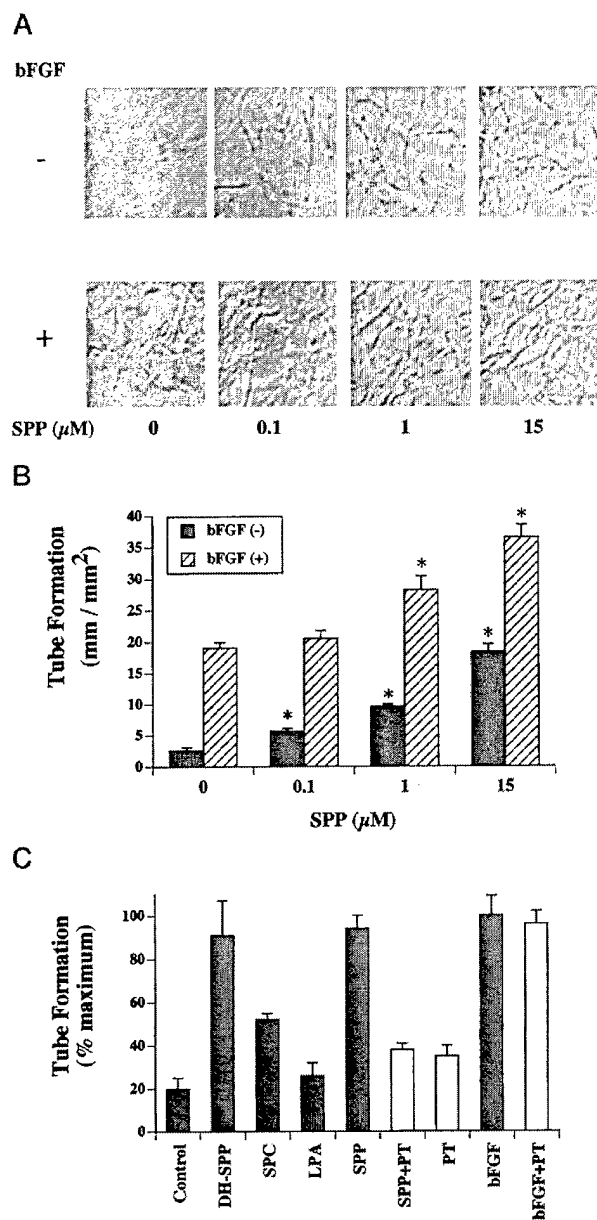 A
bFGF
-
+
SPP (µM) 0 0.1 1 15
B
Tube Formation
(mm / mm²)
40
35
30
25
20
15
10
5
0
bFGF (-)
bFGF (+)
* * * * *
0 0.1 1 15
SPP (µM)
C
Tube Formation
(% maximum)
100
80
60
40
20
0
Control
DH-SPP
SPC
LPA
SPP
SPP+PT
PT
bFGF
bFGF+PT